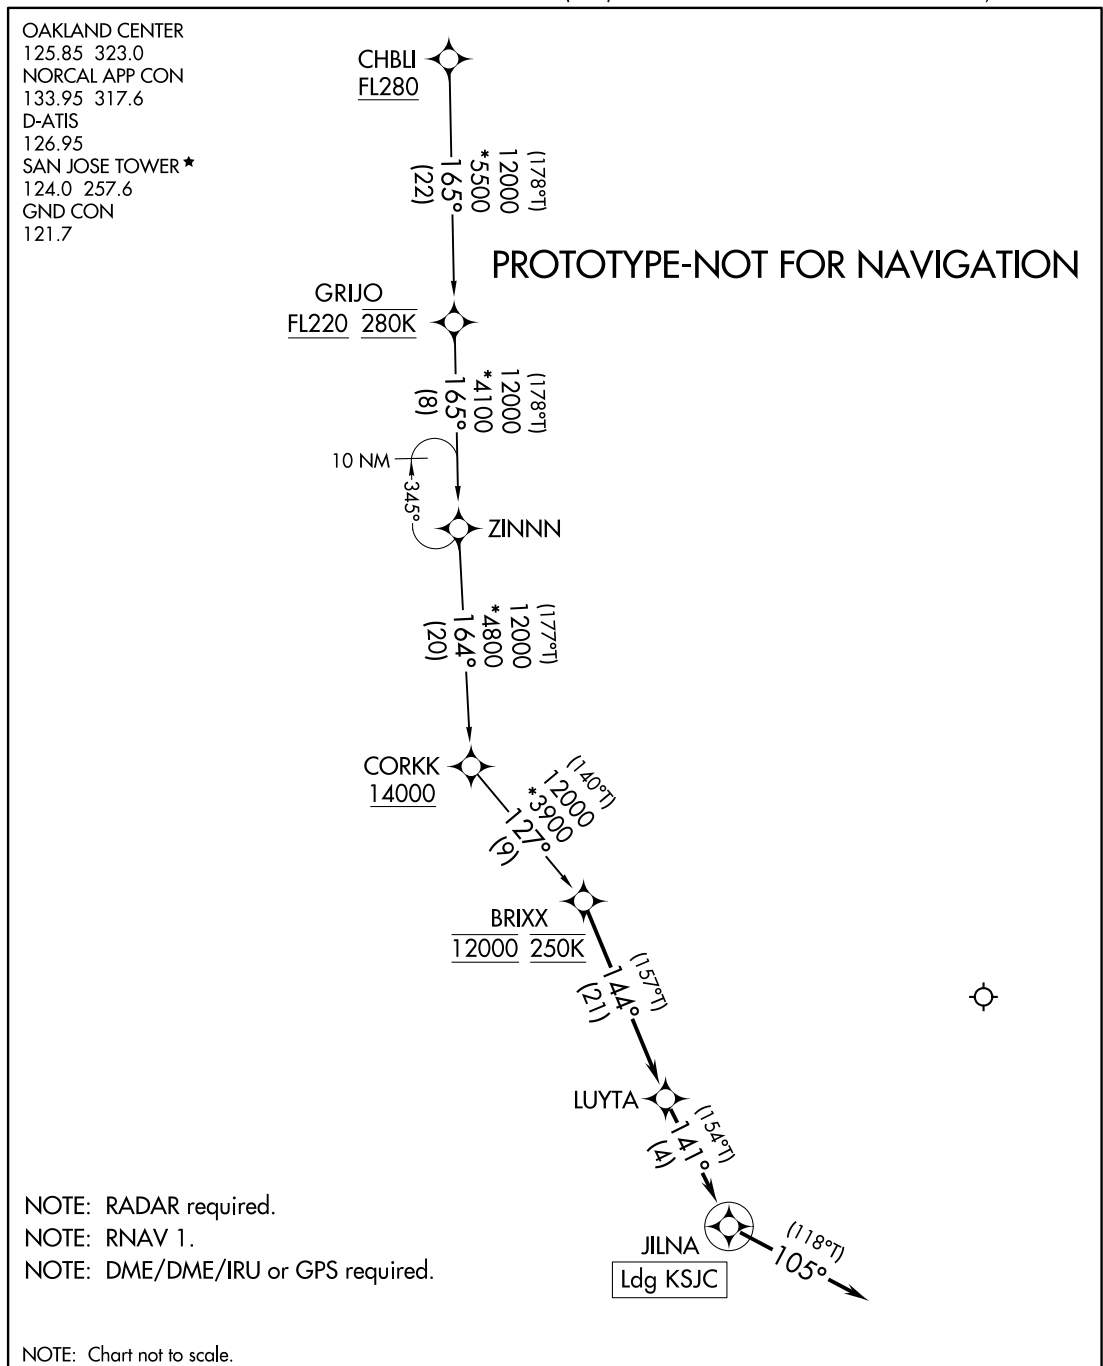 OAKLAND CENTER
125.85 323.0
NORCAL APP CON
133.95 317.6
D-ATIS
126.95
SAN JOSE TOWER★
124.0 257.6
GND CON
121.7
CHBLI
FL280
(178°T)
12000
*5500
165°
(22)
PROTOTYPE-NOT FOR NAVIGATION
GRIJO
FL220 280K
(178°T)
12000
*4100
165°
(8)
10 NM
345°
ZINNN
(177°T)
12000
*4800
164°
(20)
CORKK
14000
(140°T)
12000
*3900
127°
(9)
BRIXX
12000 250K
(157°T)
144°
(21)
LUYTA
(154°T)
141°
(4)
JILNA
Ldg KSJC
(118°T)
105°
NOTE: RADAR required.
NOTE: RNAV 1.
NOTE: DME/DME/IRU or GPS required.
NOTE: Chart not to scale.